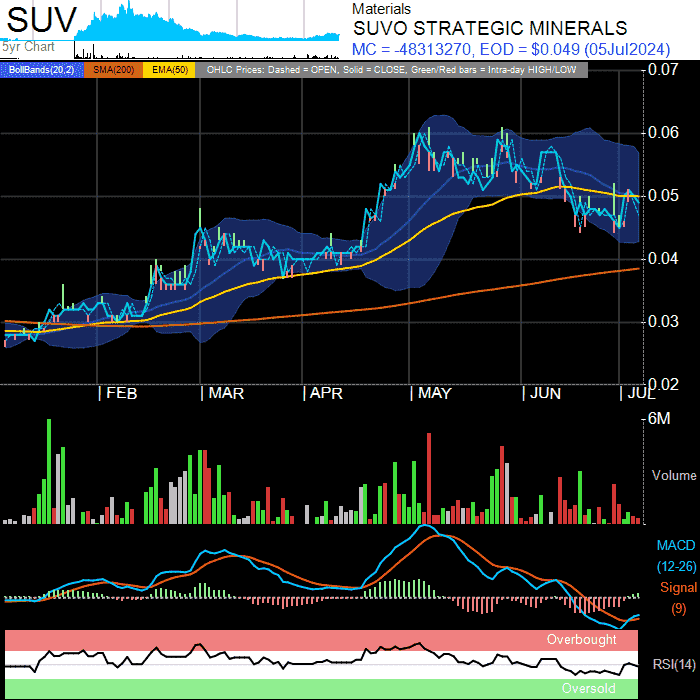 SUV
5yr Chart
Materials
SUVO STRATEGIC MINERALS
MC = -48313270, EOD = $0.049 (05Jul2024)
BollBands(20,2) SMA(200) EMA(50) OHLC Prices: Dashed = OPEN, Solid = CLOSE, Green/Red bars = Intra-day HIGH/LOW
0.07
0.06
0.05
0.04
0.03
0.02
FEB MAR APR MAY JUN JUL
6M
Volume
MACD
(12-26)
Signal
(9)
Overbought
RSI(14)
Oversold